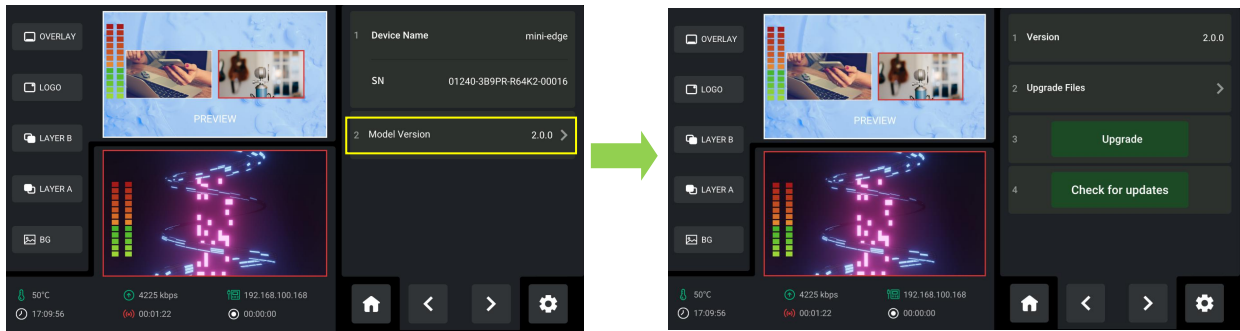 OVERLAY
LOGO
LAYER B
LAYER A
BG
PREVIEW
1 Device Name mini-edge
SN 01240-3B9PR-R64K2-00016
2 Model Version 2.0.0
50°C 4225 kbps 192.168.100.168
17:09:56 00:01:22 00:00:00
OVERLAY
LOGO
LAYER B
LAYER A
BG
PREVIEW
1 Version 2.0.0
2 Upgrade Files
3 Upgrade
4 Check for updates
50°C 4225 kbps 192.168.100.168
17:09:56 00:01:22 00:00:00